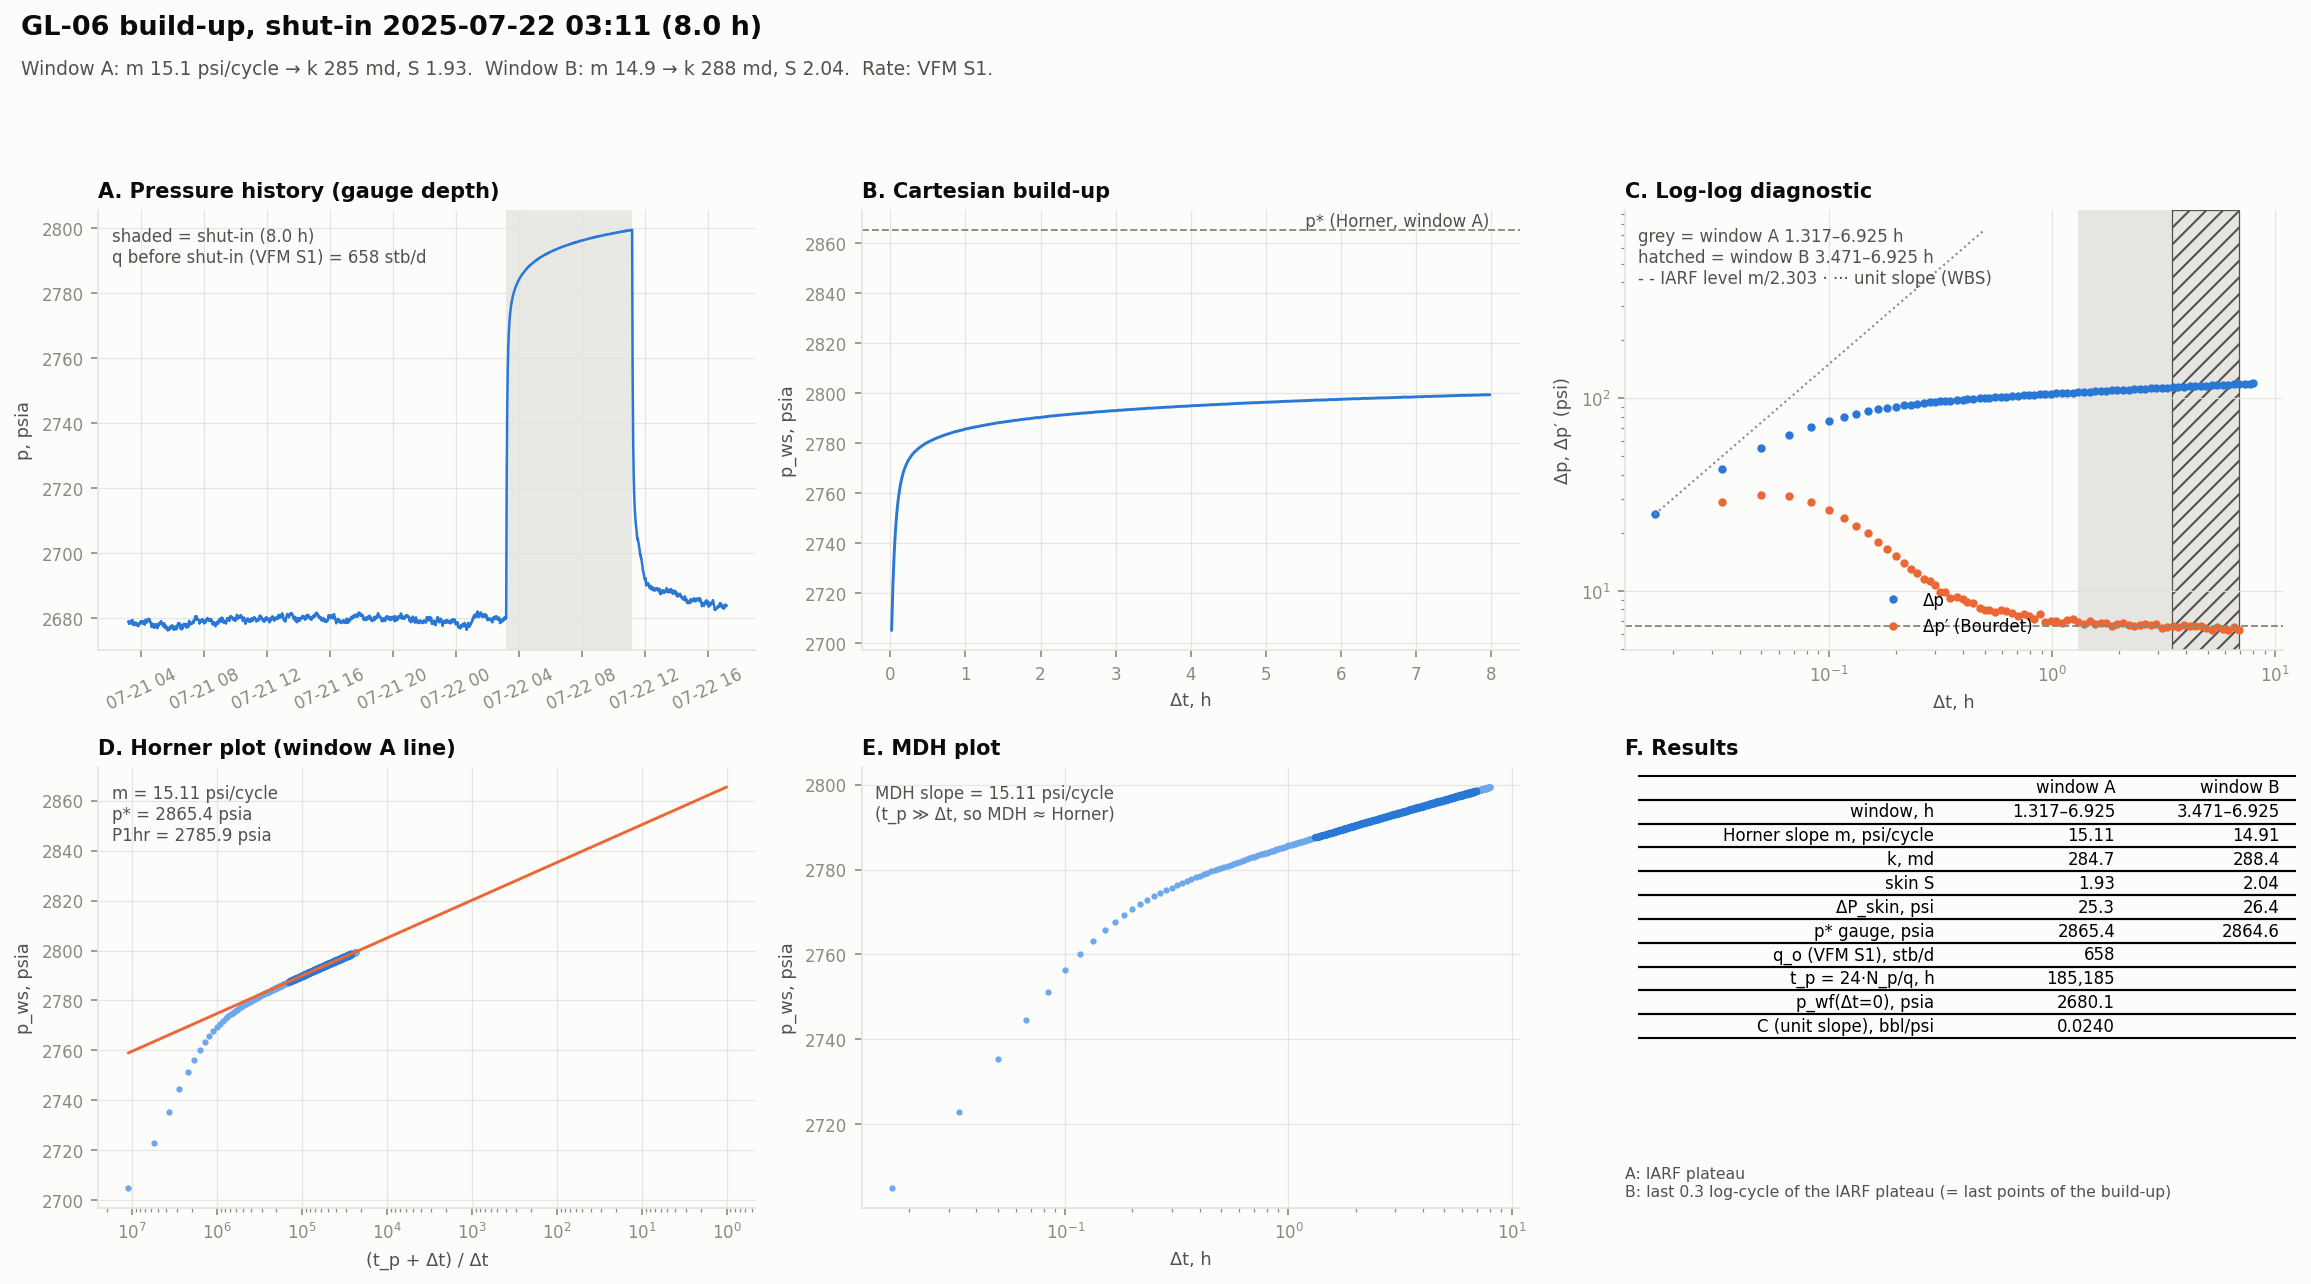 GL-06 build-up, shut-in 2025-07-22 03:11 (8.0 h)
Window A: m 15.1 psi/cycle → k 285 md, S 1.93.  Window B: m 14.9 → k 288 md, S 2.04.  Rate: VFM S1.
A. Pressure history (gauge depth)
shaded = shut-in (8.0 h)
q before shut-in (VFM S1) = 658 stb/d
p, psia
2800
2780
2760
2740
2720
2700
2680
07-21 04
07-21 08
07-21 12
07-21 16
07-21 20
07-22 00
07-22 04
07-22 08
07-22 12
07-22 16
B. Cartesian build-up
p* (Horner, window A)
p_ws, psia
2860
2840
2820
2800
2780
2760
2740
2720
2700
0 1 2 3 4 5 6 7 8
Δt, h
C. Log-log diagnostic
grey = window A 1.317–6.925 h
hatched = window B 3.471–6.925 h
- - IARF level m/2.303 · ··· unit slope (WBS)
Δp, Δp′ (psi)
10²
10¹
Δp
Δp′ (Bourdet)
10⁻¹ 10⁰ 10¹
Δt, h
D. Horner plot (window A line)
m = 15.11 psi/cycle
p* = 2865.4 psia
P1hr = 2785.9 psia
p_ws, psia
2860
2840
2820
2800
2780
2760
2740
2720
2700
10⁷ 10⁶ 10⁵ 10⁴ 10³ 10² 10¹ 10⁰
(t_p + Δt) / Δt
E. MDH plot
MDH slope = 15.11 psi/cycle
(t_p ≫ Δt, so MDH ≈ Horner)
p_ws, psia
2800
2780
2760
2740
2720
10⁻¹ 10⁰ 10¹
Δt, h
F. Results
window A window B
window, h 1.317–6.925 3.471–6.925
Horner slope m, psi/cycle 15.11 14.91
k, md 284.7 288.4
skin S 1.93 2.04
ΔP_skin, psi 25.3 26.4
p* gauge, psia 2865.4 2864.6
q_o (VFM S1), stb/d 658
t_p = 24·N_p/q, h 185,185
p_wf(Δt=0), psia 2680.1
C (unit slope), bbl/psi 0.0240
A: IARF plateau
B: last 0.3 log-cycle of the IARF plateau (= last points of the build-up)